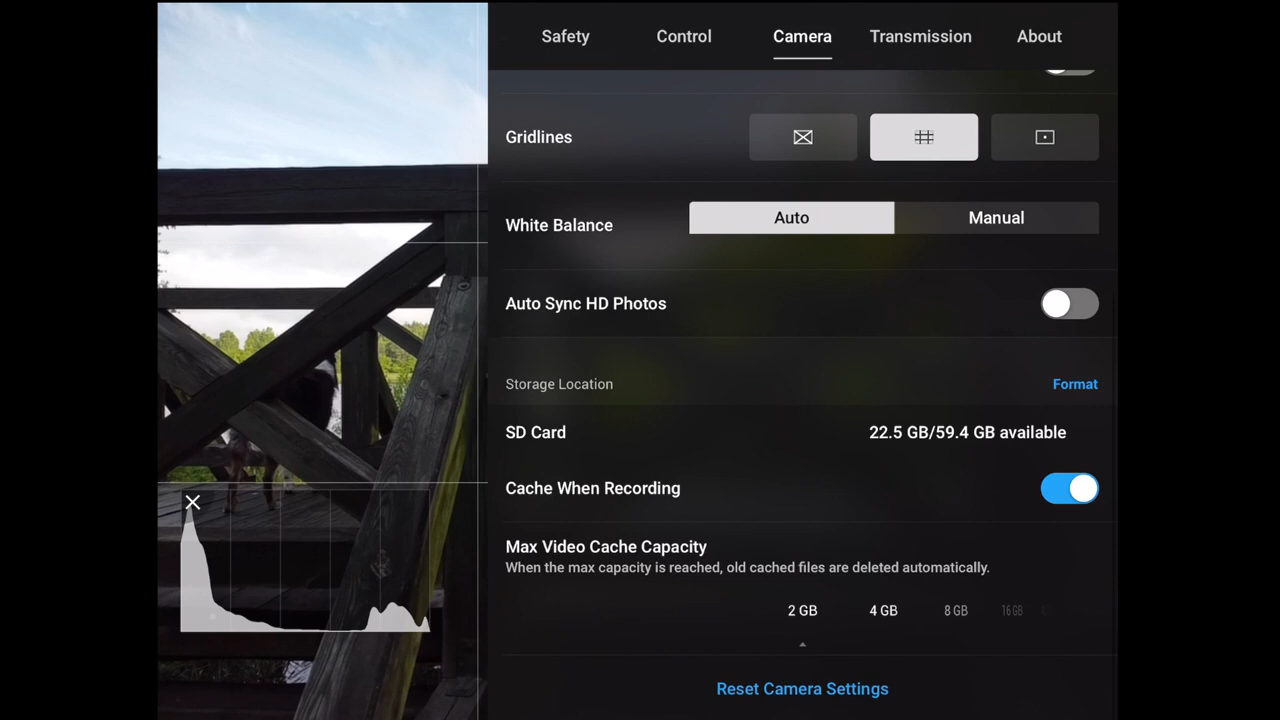 Safety Control Camera Transmission About
Gridlines
White Balance Auto Manual
Auto Sync HD Photos
Storage Location Format
SD Card 22.5 GB/59.4 GB available
Cache When Recording
Max Video Cache Capacity
When the max capacity is reached, old cached files are deleted automatically.
2 GB 4 GB 8 GB 16 GB
Reset Camera Settings